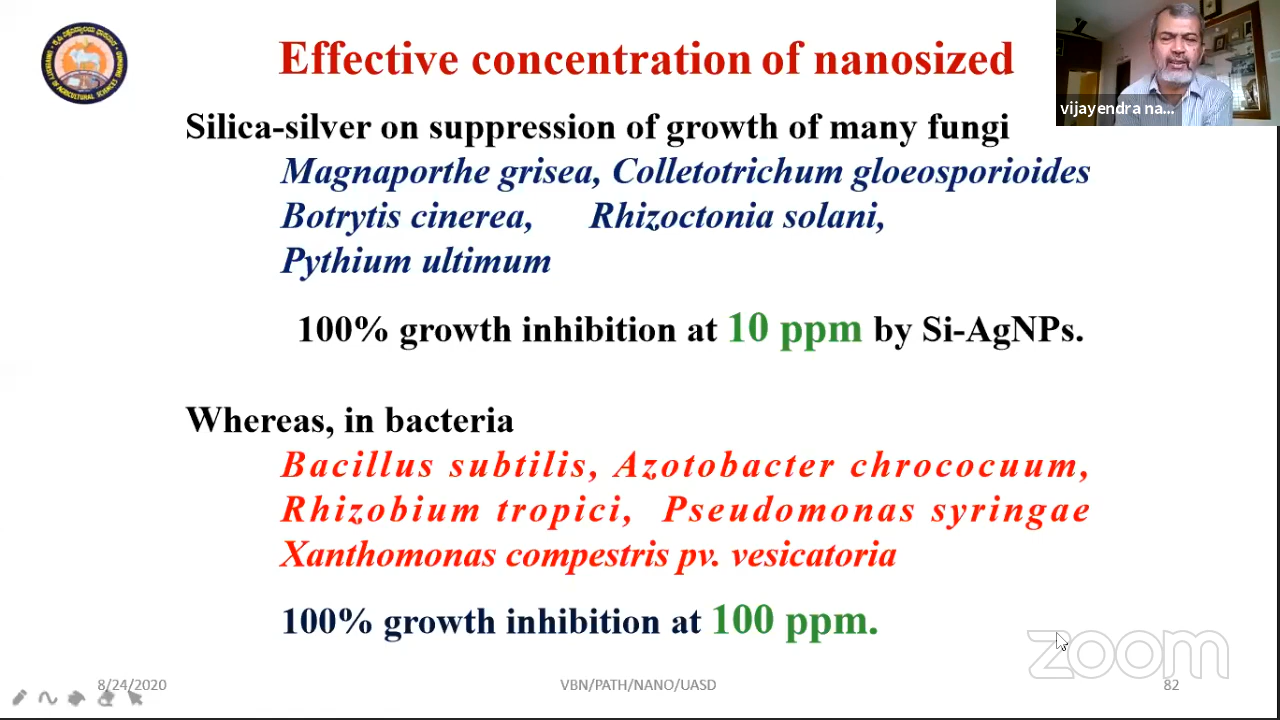 Effective concentration of nanosized
vijayendra na...
Silica-silver on suppression of growth of many fungi
Magnaporthe grisea, Colletotrichum gloeosporioides
Botrytis cinerea, Rhizoctonia solani,
Pythium ultimum
100% growth inhibition at 10 ppm by Si-AgNPs.
Whereas, in bacteria
Bacillus subtilis, Azotobacter chrococuum,
Rhizobium tropici, Pseudomonas syringae
Xanthomonas compestris pv. vesicatoria
100% growth inhibition at 100 ppm.
zoom
8/24/2020
VBN/PATH/NANO/UASD
82